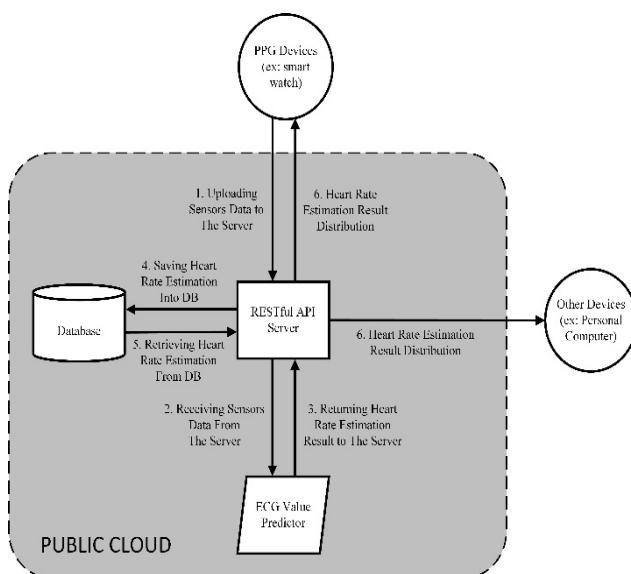 PPG Devices
(ex: smart
watch)
1. Uploading
Sensors Data to
The Server
6. Heart Rate
Estimation Result
Distribution
4. Saving Heart
Rate Estimation
Into DB
Database
RESTful API
Server
5. Retrieving Heart
Rate Estimation
From DB
6. Heart Rate Estimation
Result Distribution
Other Devices
(ex: Personal
Computer)
2. Receiving Sensors
Data From
The Server
3. Returning Heart
Rate Estimation
Result to The Server
ECG Value
Predictor
PUBLIC CLOUD